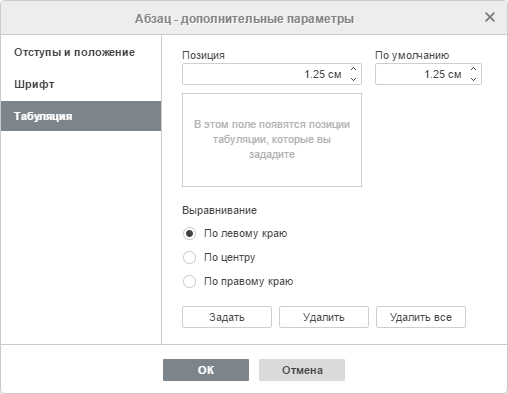 Абзац - дополнительные параметры
Отступы и положение
Шрифт
Табуляция
Позиция
По умолчанию
1.25 см
1.25 см
В этом поле появятся позиции
табуляции, которые вы
зададите
Выравнивание
По левому краю
По центру
По правому краю
Задать
Удалить
Удалить все
ОК
Отмена